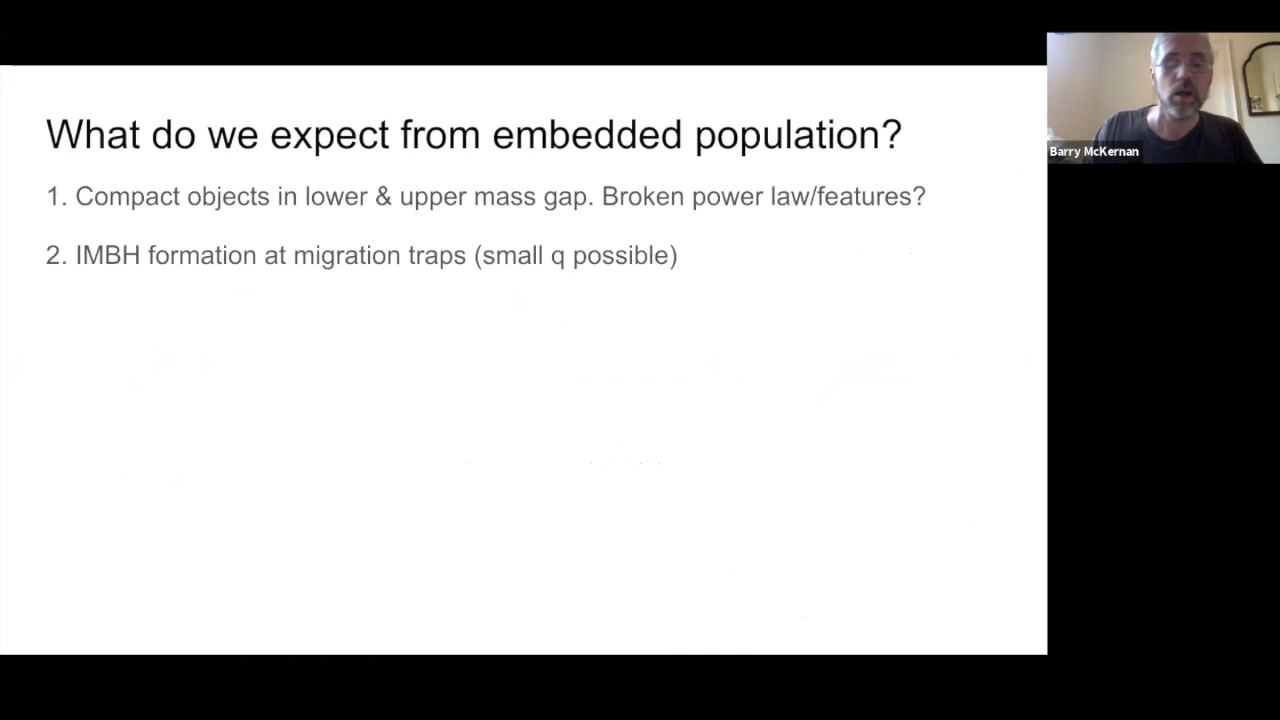 What do we expect from embedded population?
1. Compact objects in lower & upper mass gap. Broken power law/features?
2. IMBH formation at migration traps (small q possible)
Barry McKernan